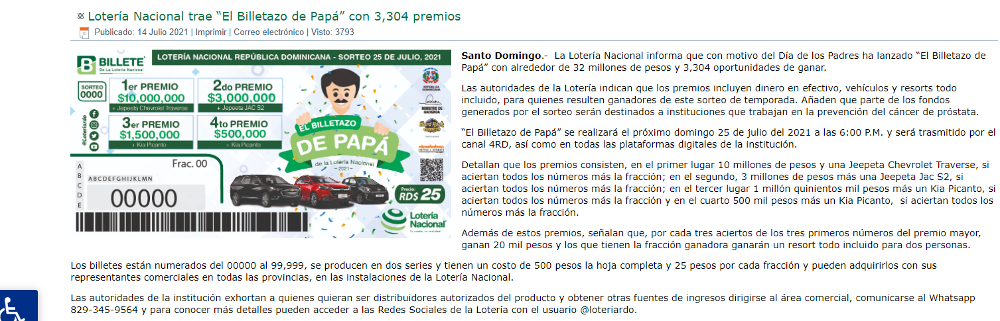 Lotería Nacional trae “El Billetazo de Papá” con 3,304 premios
Publicado: 14 Julio 2021 | Imprimir | Correo electrónico | Visto: 3793
BILLETE
De La Lotería Nacional
LOTERÍA NACIONAL REPÚBLICA DOMINICANA - SORTEO 25 DE JULIO, 2021
SORTEO
0000
1er PREMIO
$10,000,000
+ Jepeeta Chevrolet Traverse
2do PREMIO
$3,000,000
+ Jepeeta JAC S2
3er PREMIO
$1,500,000
+ Kia Picanto
4to PREMIO
$500,000
+ Kia Picanto
@Loteriardo
REPÚBLICA
DOMINICANA
MINISTRO DE
HACIENDA
Hard Rock
nickelodeon
EL BILLETAZO
DE PAPÁ
de la Lotería Nacional
- 2021 -
Frac. 00
A
B
C
D
E
ABCDEFGHIJKLMN
00000
Precio:
RD$ 25
Lotería
Nacional
Santo Domingo.- La Lotería Nacional informa que con motivo del Día de los Padres ha lanzado “El Billetazo de
Papá” con alrededor de 32 millones de pesos y 3,304 oportunidades de ganar.
Las autoridades de la Lotería indican que los premios incluyen dinero en efectivo, vehículos y resorts todo
incluido, para quienes resulten ganadores de este sorteo de temporada. Añaden que parte de los fondos
generados por el sorteo serán destinados a instituciones que trabajan en la prevención del cáncer de próstata.
“El Billetazo de Papá” se realizará el próximo domingo 25 de julio del 2021 a las 6:00 P.M. y será trasmitido por el
canal 4RD, así como en todas las plataformas digitales de la institución.
Detallan que los premios consisten, en el primer lugar 10 millones de pesos y una Jeepeta Chevrolet Traverse, si
aciertan todos los números más la fracción; en el segundo, 3 millones de pesos más una Jeepeta Jac S2, si
aciertan todos los números más la fracción; en el tercer lugar 1 millón quinientos mil pesos más un Kia Picanto, si
aciertan todos los números más la fracción y en el cuarto 500 mil pesos más un Kia Picanto, si aciertan todos los
números más la fracción.
Además de estos premios, señalan que, por cada tres aciertos de los tres primeros números del premio mayor,
ganan 20 mil pesos y los que tienen la fracción ganadora ganarán un resort todo incluido para dos personas.
Los billetes están numerados del 00000 al 99,999, se producen en dos series y tienen un costo de 500 pesos la hoja completa y 25 pesos por cada fracción y pueden adquirirlos con sus
representantes comerciales en todas las provincias, en las instalaciones de la Lotería Nacional.
Las autoridades de la institución exhortan a quienes quieran ser distribuidores autorizados del producto y obtener otras fuentes de ingresos dirigirse al área comercial, comunicarse al Whatsapp
829-345-9564 y para conocer más detalles pueden acceder a las Redes Sociales de la Lotería con el usuario @loteriardo.